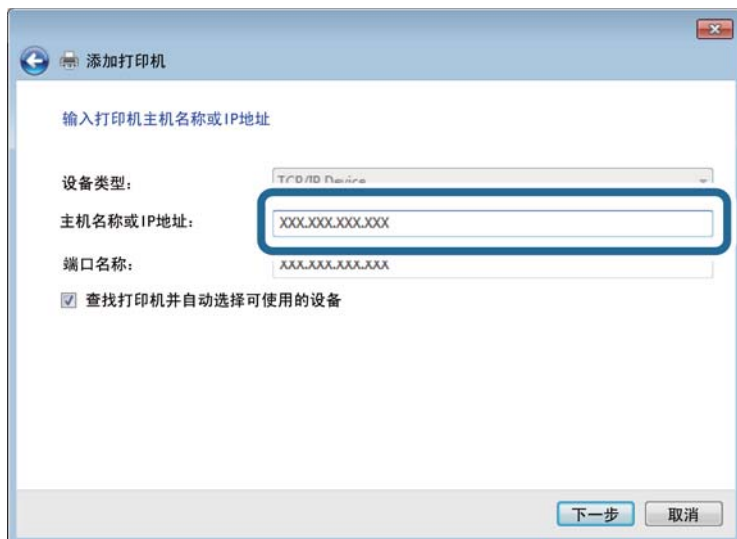 添加打印机
输入打印机主机名称或IP地址
设备类型:
TCP/IP Device
主机名称或IP地址:
XXX.XXX.XXX.XXX
端口名称:
XXX.XXX.XXX.XXX
查找打印机并自动选择可使用的设备
下一步
取消